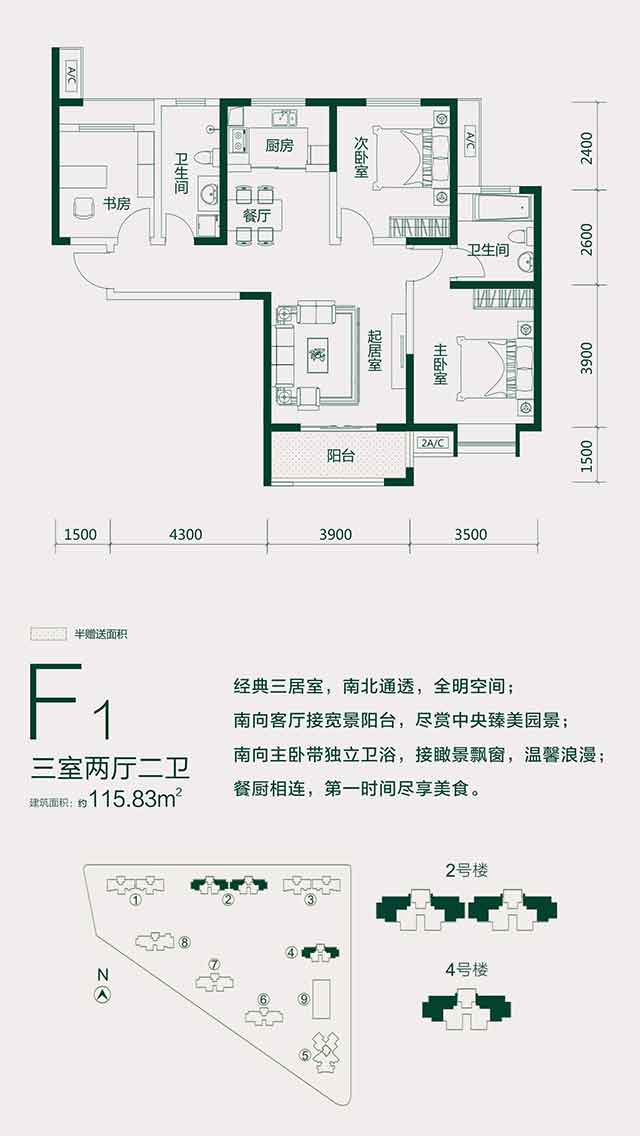 A/C
A/C
书房
卫生间
厨房
餐厅
次卧室
卫生间
起居室
主卧室
阳台
2A/C
2400
2600
3900
1500
1500 4300 3900 3500
半赠送面积
F1
三室两厅二卫
建筑面积：约115.83m²
经典三居室，南北通透，全明空间；
南向客厅接宽景阳台，尽赏中央臻美园景；
南向主卧带独立卫浴，接瞰景飘窗，温馨浪漫；
餐厨相连，第一时间尽享美食。
①
②
③
④
⑧
⑦
⑨
⑥
⑤
N
2号楼
4号楼